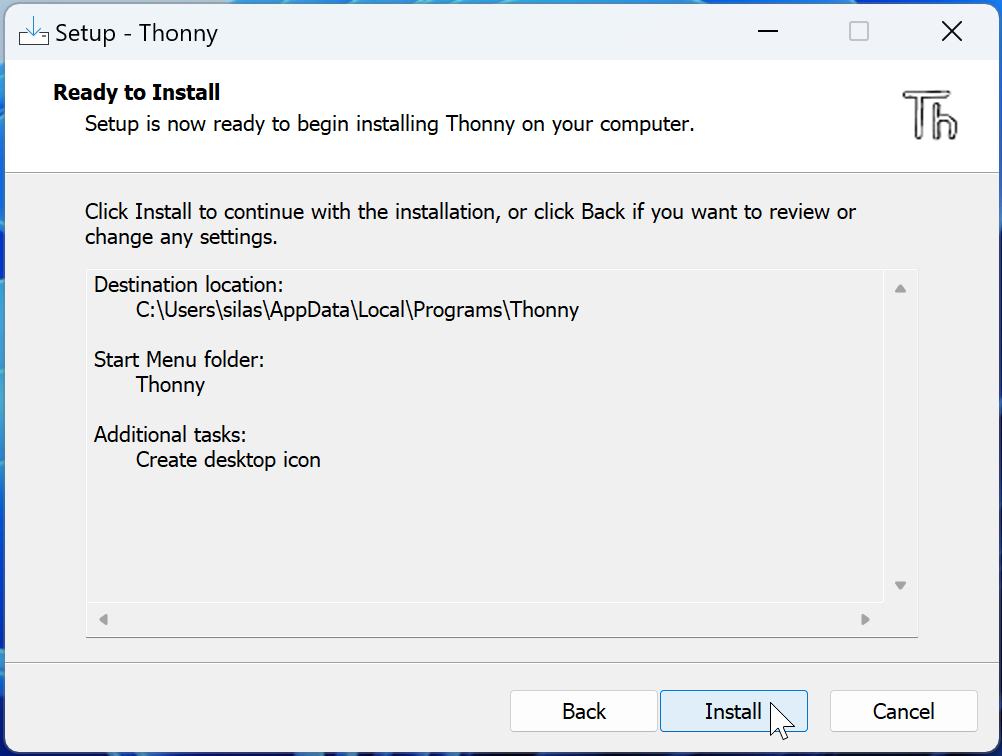 Setup - Thonny
Ready to Install
Setup is now ready to begin installing Thonny on your computer.
Th
Click Install to continue with the installation, or click Back if you want to review or
change any settings.
Destination location:
C:\Users\silas\AppData\Local\Programs\Thonny
Start Menu folder:
Thonny
Additional tasks:
Create desktop icon
Back
Install
Cancel